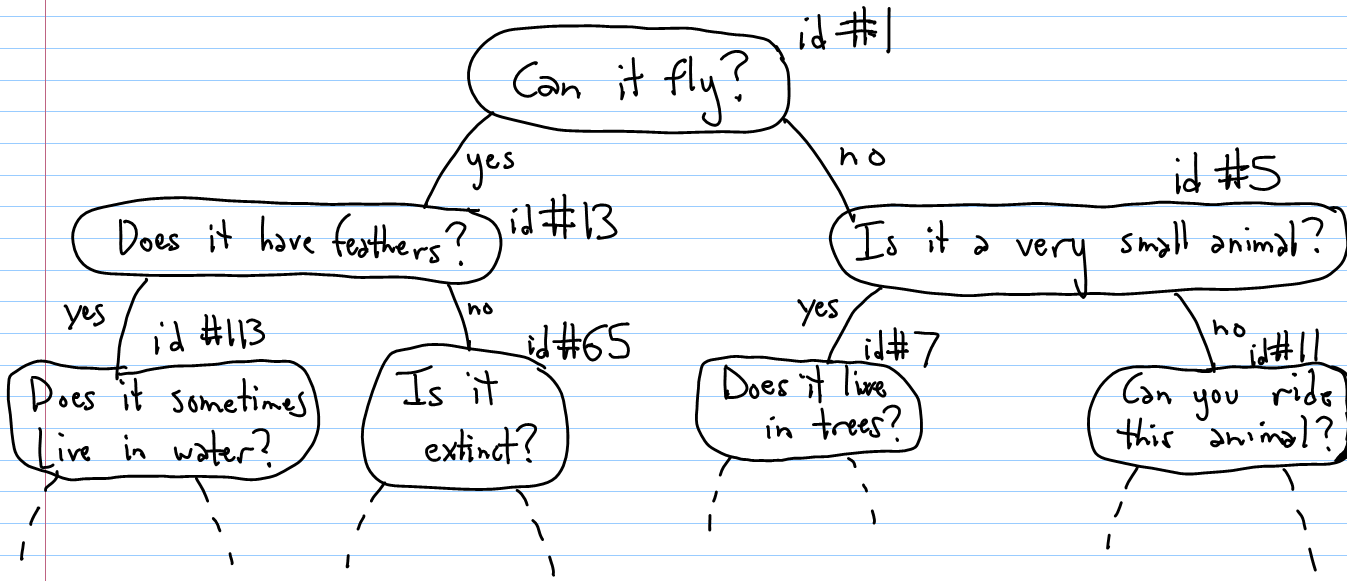 id #1
Can it fly?
yes
no
id #5
Does it have feathers?
id #13
Is it a very small animal?
yes
no
yes
no
id #113
id #65
id #7
id #11
Does it sometimes
Live in water?
Is it
extinct?
Does it live
in trees?
Can you ride
this animal?